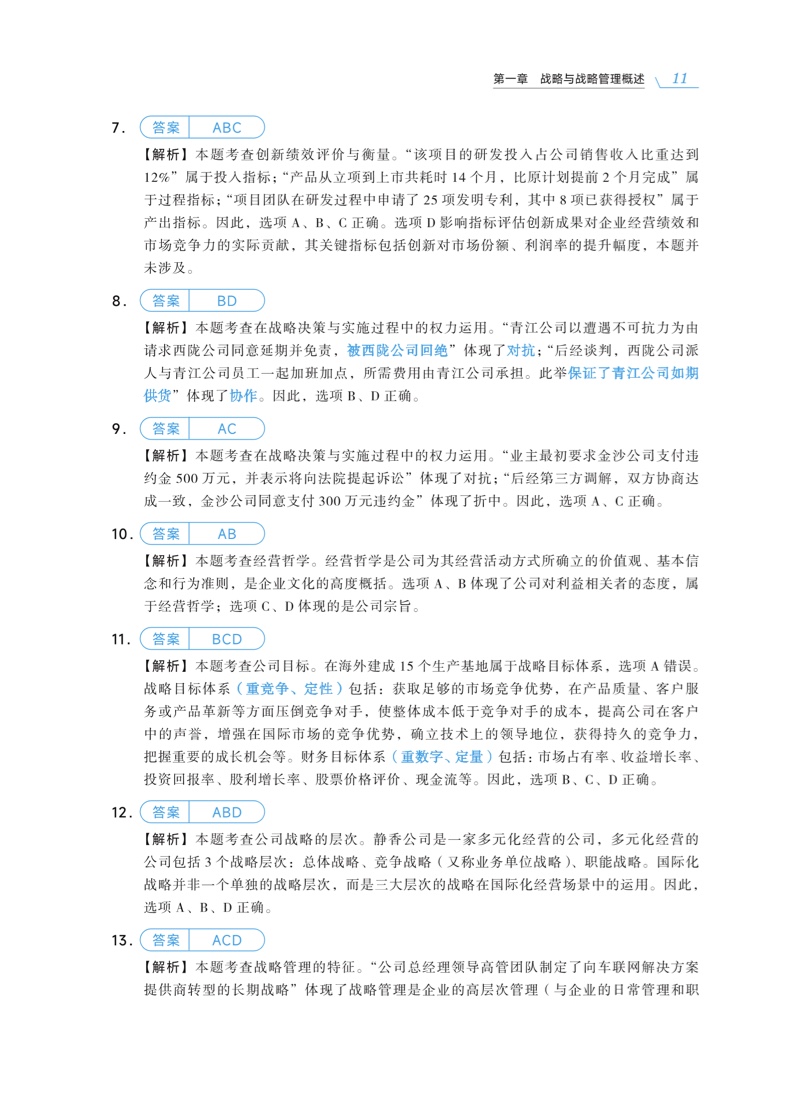 第一章 战略与战略管理概述 11
7. 答案 ABC
【解析】本题考查创新绩效评价与衡量。“该项目的研发投入占公司销售收入比重达到
12%”属于投入指标；“产品从立项到上市共耗时 14 个月，比原计划提前 2 个月完成”属
于过程指标；“项目团队在研发过程中申请了 25 项发明专利，其中 8 项已获得授权”属于
产出指标。因此，选项 A、B、C 正确。选项 D 影响指标评估创新成果对企业经营绩效和
市场竞争力的实际贡献，其关键指标包括创新对市场份额、利润率的提升幅度，本题并
未涉及。
8. 答案 BD
【解析】本题考查在战略决策与实施过程中的权力运用。“青江公司以遭遇不可抗力为由
请求西陇公司同意延期并免责，被西陇公司回绝”体现了对抗；“后经谈判，西陇公司派
人与青江公司员工一起加班加点，所需费用由青江公司承担。此举保证了青江公司如期
供货”体现了协作。因此，选项 B、D 正确。
9. 答案 AC
【解析】本题考查在战略决策与实施过程中的权力运用。“业主最初要求金沙公司支付违
约金 500 万元，并表示将向法院提起诉讼”体现了对抗；“后经第三方调解，双方协商达
成一致，金沙公司同意支付 300 万元违约金”体现了折中。因此，选项 A、C 正确。
10. 答案 AB
【解析】本题考查经营哲学。经营哲学是公司为其经营活动方式所确立的价值观、基本信
念和行为准则，是企业文化的高度概括。选项 A、B 体现了公司对利益相关者的态度，属
于经营哲学；选项 C、D 体现的是公司宗旨。
11. 答案 BCD
【解析】本题考查公司目标。在海外建成 15 个生产基地属于战略目标体系，选项 A 错误。
战略目标体系（重竞争、定性）包括：获取足够的市场竞争优势，在产品质量、客户服
务或产品革新等方面压倒竞争对手，使整体成本低于竞争对手的成本，提高公司在客户
中的声誉，增强在国际市场的竞争优势，确立技术上的领导地位，获得持久的竞争力，
把握重要的成长机会等。财务目标体系（重数字、定量）包括：市场占有率、收益增长率、
投资回报率、股利增长率、股票价格评价、现金流等。因此，选项 B、C、D 正确。
12. 答案 ABD
【解析】本题考查公司战略的层次。静香公司是一家多元化经营的公司，多元化经营的
公司包括 3 个战略层次：总体战略、竞争战略（又称业务单位战略）、职能战略。国际化
战略并非一个单独的战略层次，而是三大层次的战略在国际化经营场景中的运用。因此，
选项 A、B、D 正确。
13. 答案 ACD
【解析】本题考查战略管理的特征。“公司总经理领导高管团队制定了向车联网解决方案
提供商转型的长期战略”体现了战略管理是企业的高层次管理（与企业的日常管理和职